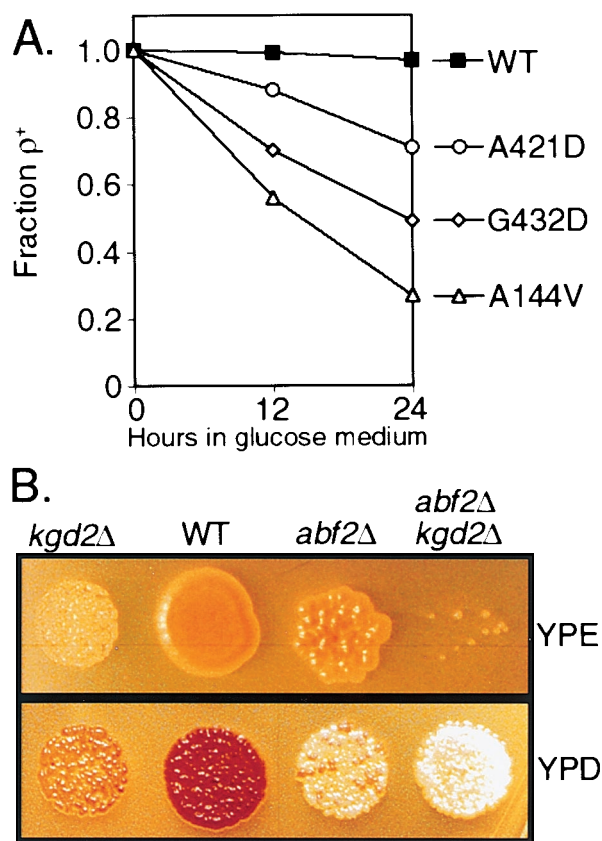 A.
1.0
0.8
0.6
0.4
0.2
0
Fraction ρ⁺
0 12 24
Hours in glucose medium
WT
A421D
G432D
A144V
B.
kgd2Δ WT abf2Δ abf2Δ kgd2Δ
YPE
YPD